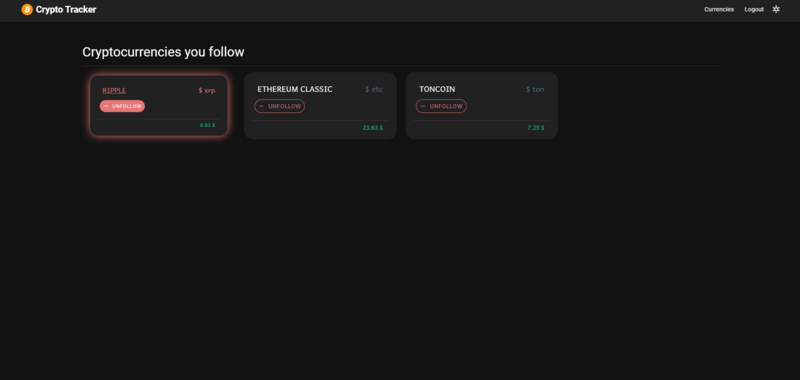 Crypto Tracker
Currencies
Logout
Cryptocurrencies you follow
RIPPLE
$ xrp
UNFOLLOW
0.61 $
ETHEREUM CLASSIC
$ etc
UNFOLLOW
23.63 $
TONCOIN
$ ton
UNFOLLOW
7.25 $